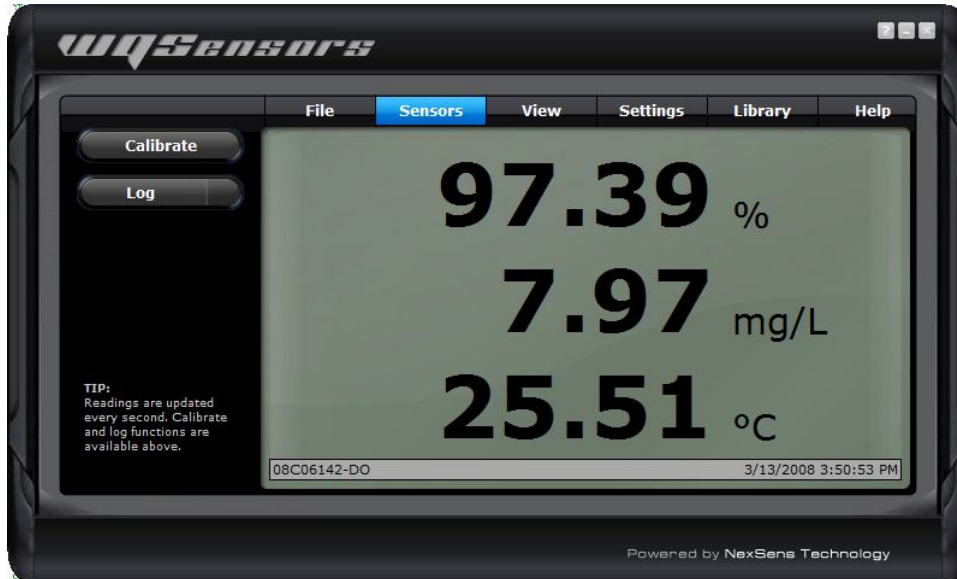 WQSensors
? - ×
File Sensors View Settings Library Help
Calibrate
Log
97.39 %
7.97 mg/L
25.51 °C
TIP:
Readings are updated
every second. Calibrate
and log functions are
available above.
08C06142-DO 3/13/2008 3:50:53 PM
Powered by NexSens Technology